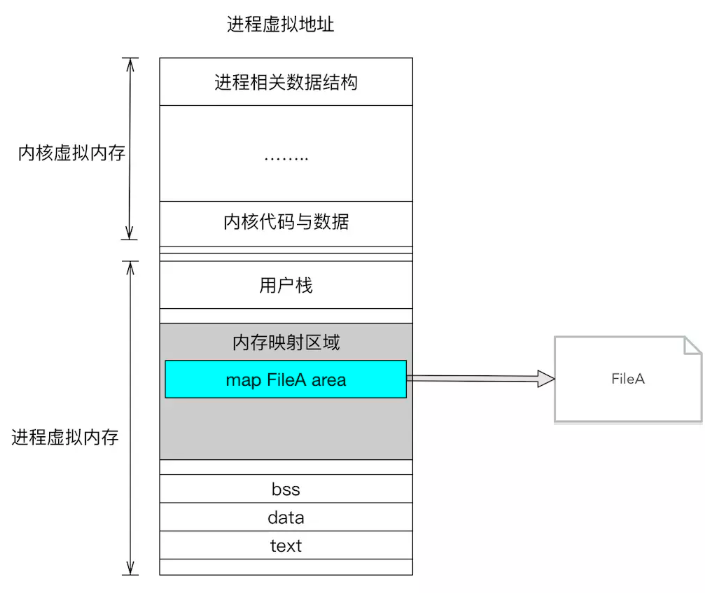 进程虚拟地址
进程相关数据结构
内核虚拟内存
……..
内核代码与数据
用户栈
内存映射区域
map FileA area
FileA
进程虚拟内存
bss
data
text